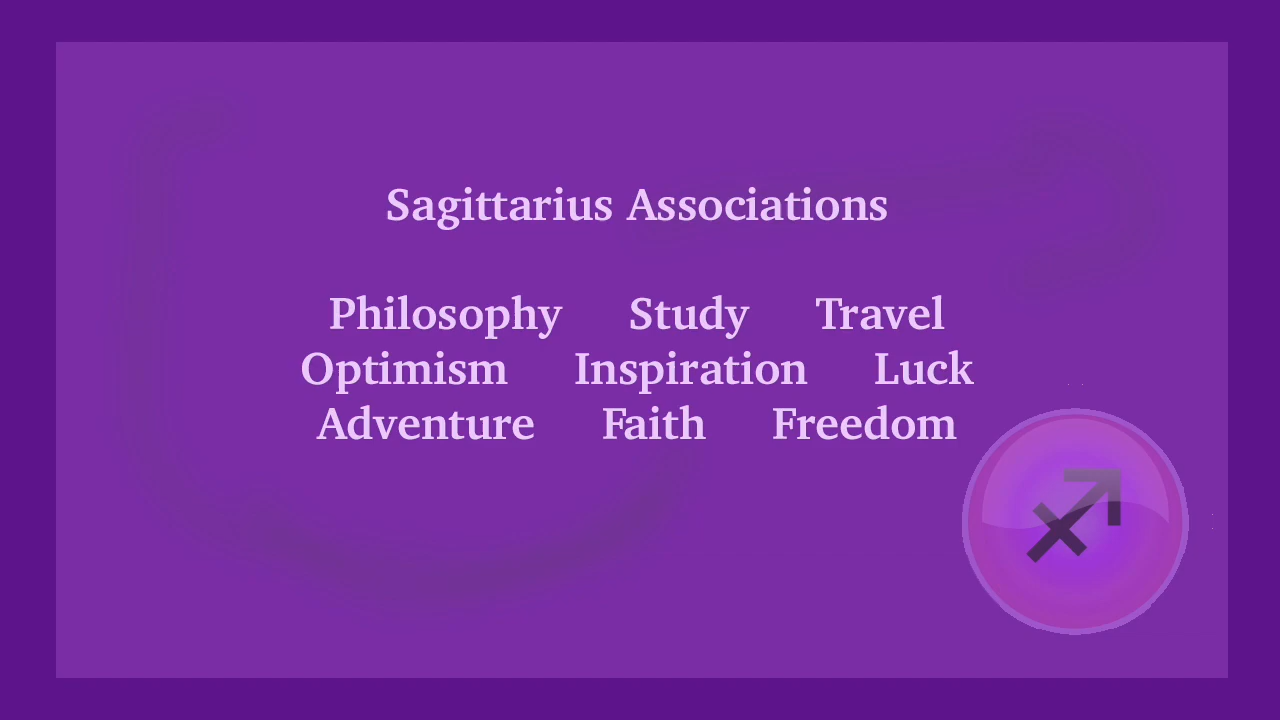 Sagittarius Associations
Philosophy Study Travel
Optimism Inspiration Luck
Adventure Faith Freedom